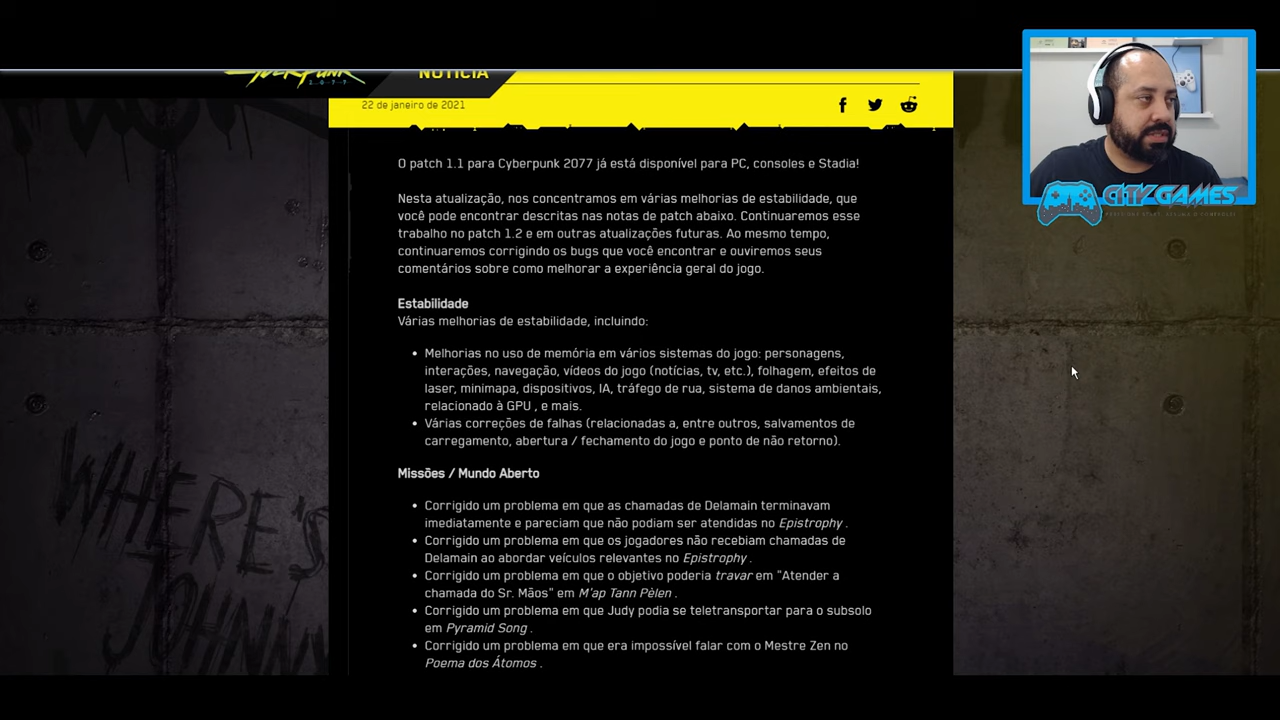 CYBERPUNK
2077
NOTÍCIA
22 de janeiro de 2021
CITY GAMES
O patch 1.1 para Cyberpunk 2077 já está disponível para PC, consoles e Stadia!
Nesta atualização, nos concentramos em várias melhorias de estabilidade, que
você pode encontrar descritas nas notas de patch abaixo. Continuaremos esse
trabalho no patch 1.2 e em outras atualizações futuras. Ao mesmo tempo,
continuaremos corrigindo os bugs que você encontrar e ouviremos seus
comentários sobre como melhorar a experiência geral do jogo.
Estabilidade
Várias melhorias de estabilidade, incluindo:
• Melhorias no uso de memória em vários sistemas do jogo: personagens,
interações, navegação, vídeos do jogo (notícias, tv, etc.), folhagem, efeitos de
laser, minimapa, dispositivos, IA, tráfego de rua, sistema de danos ambientais,
relacionado à GPU , e mais.
• Várias correções de falhas (relacionadas a, entre outros, salvamentos de
carregamento, abertura / fechamento do jogo e ponto de não retorno).
Missões / Mundo Aberto
• Corrigido um problema em que as chamadas de Delamain terminavam
imediatamente e pareciam que não podiam ser atendidas no Epistrophy .
• Corrigido um problema em que os jogadores não recebiam chamadas de
Delamain ao abordar veículos relevantes no Epistrophy .
• Corrigido um problema em que o objetivo poderia travar em "Atender a
chamada do Sr. Mãos" em M'ap Tann Pèlen .
• Corrigido um problema em que Judy podia se teletransportar para o subsolo
em Pyramid Song .
• Corrigido um problema em que era impossível falar com o Mestre Zen no
Poema dos Átomos .
WHERE'S
JOHNNY